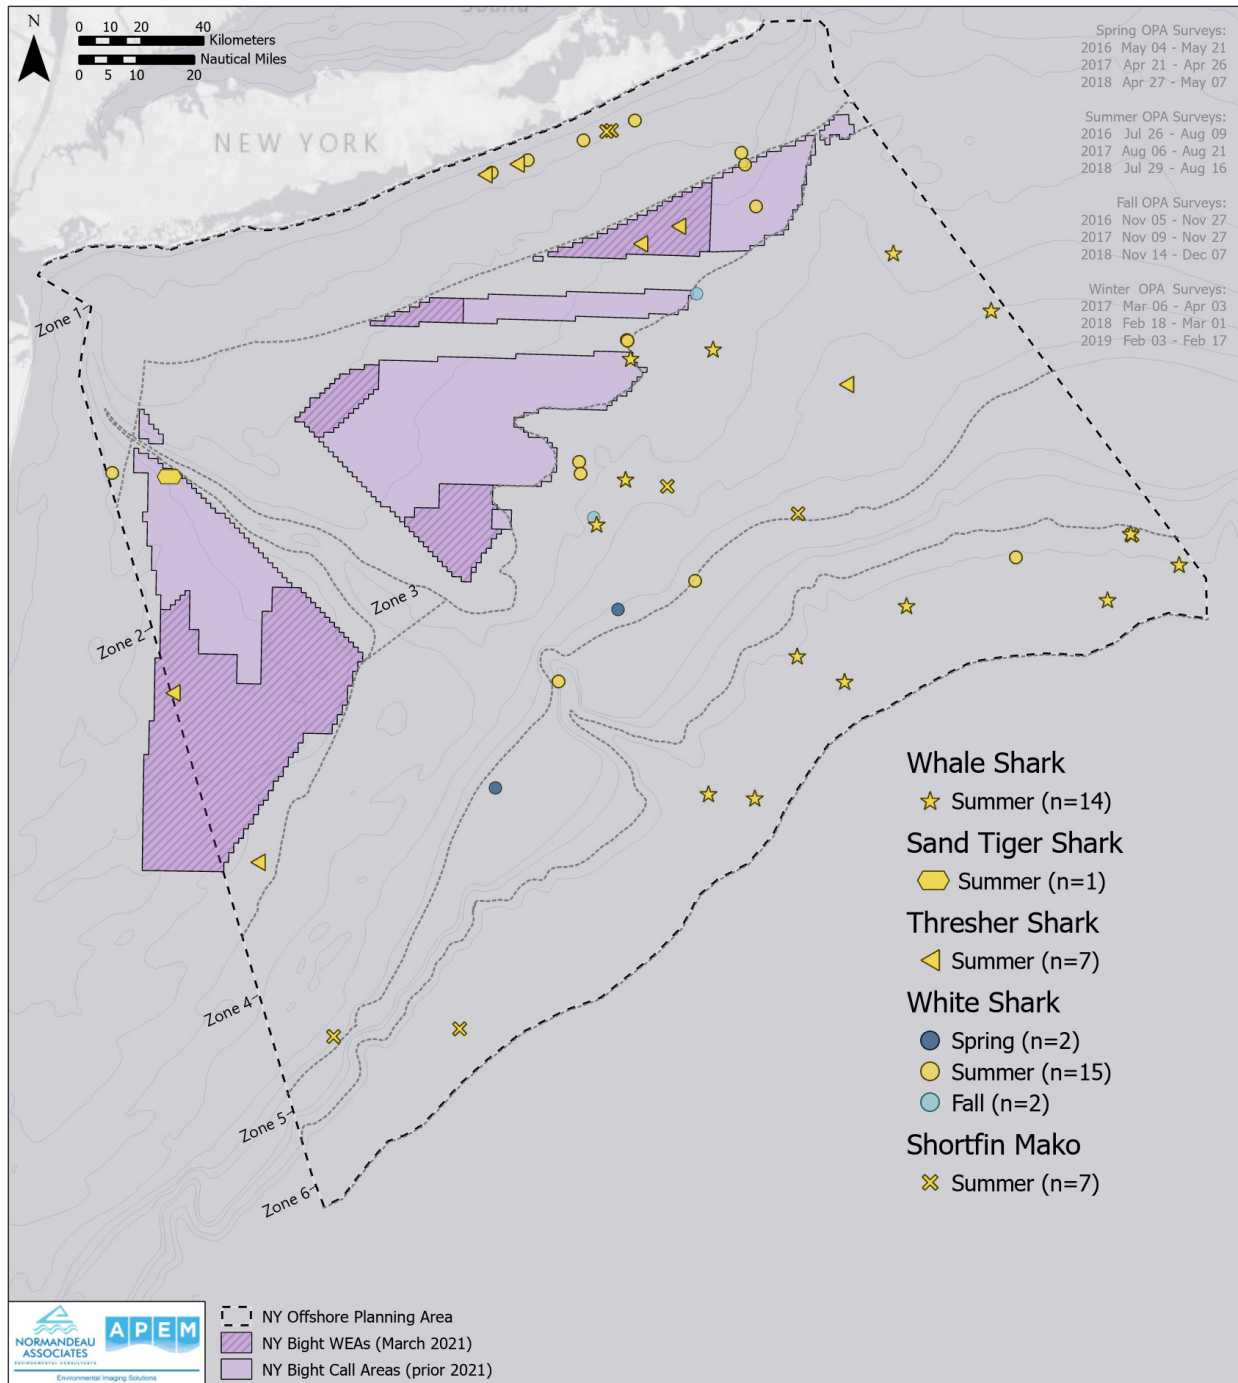 Sound
N
0 10 20 40
Kilometers
Nautical Miles
0 5 10 20
Spring OPA Surveys:
2016 May 04 - May 21
2017 Apr 21 - Apr 26
2018 Apr 27 - May 07
Summer OPA Surveys:
2016 Jul 26 - Aug 09
2017 Aug 06 - Aug 21
2018 Jul 29 - Aug 16
Fall OPA Surveys:
2016 Nov 05 - Nov 27
2017 Nov 09 - Nov 27
2018 Nov 14 - Dec 07
Winter OPA Surveys:
2017 Mar 06 - Apr 03
2018 Feb 18 - Mar 01
2019 Feb 03 - Feb 17
NEW YORK
Zone 1
Zone 3
Zone 2
Zone 4
Zone 5
Zone 6
Whale Shark
Summer (n=14)
Sand Tiger Shark
Summer (n=1)
Thresher Shark
Summer (n=7)
White Shark
Spring (n=2)
Summer (n=15)
Fall (n=2)
Shortfin Mako
Summer (n=7)
NORMANDEAU
ASSOCIATES
ENVIRONMENTAL CONSULTANTS
APEM
Environmental Imaging Solutions
NY Offshore Planning Area
NY Bight WEAs (March 2021)
NY Bight Call Areas (prior 2021)